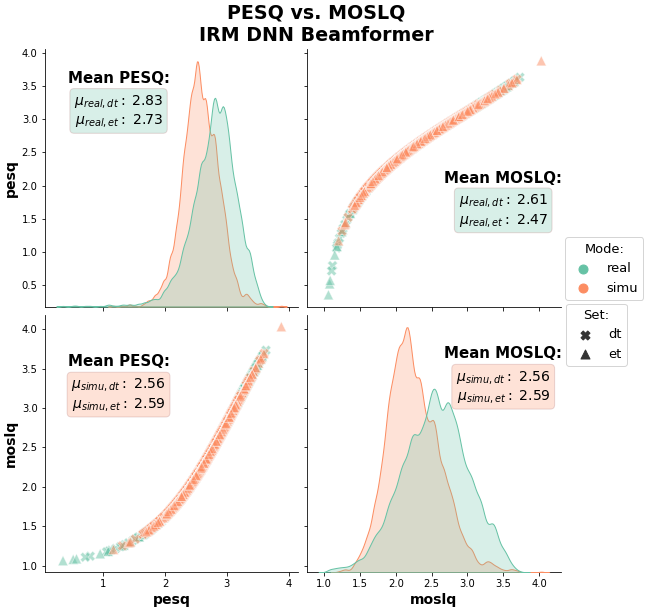 PESQ vs. MOSLQ
IRM DNN Beamformer
4.0
3.5
3.0
2.5
2.0
1.5
1.0
0.5
pesq
Mean PESQ:
μreal,dt : 2.83
μreal,et : 2.73
Mean MOSLQ:
μreal,dt : 2.61
μreal,et : 2.47
Mode:
real
simu
Set:
dt
et
4.0
3.5
3.0
2.5
2.0
1.5
1.0
moslq
Mean PESQ:
μsimu,dt : 2.56
μsimu,et : 2.59
Mean MOSLQ:
μsimu,dt : 2.56
μsimu,et : 2.59
1 2 3 4
pesq
1.0 1.5 2.0 2.5 3.0 3.5 4.0
moslq